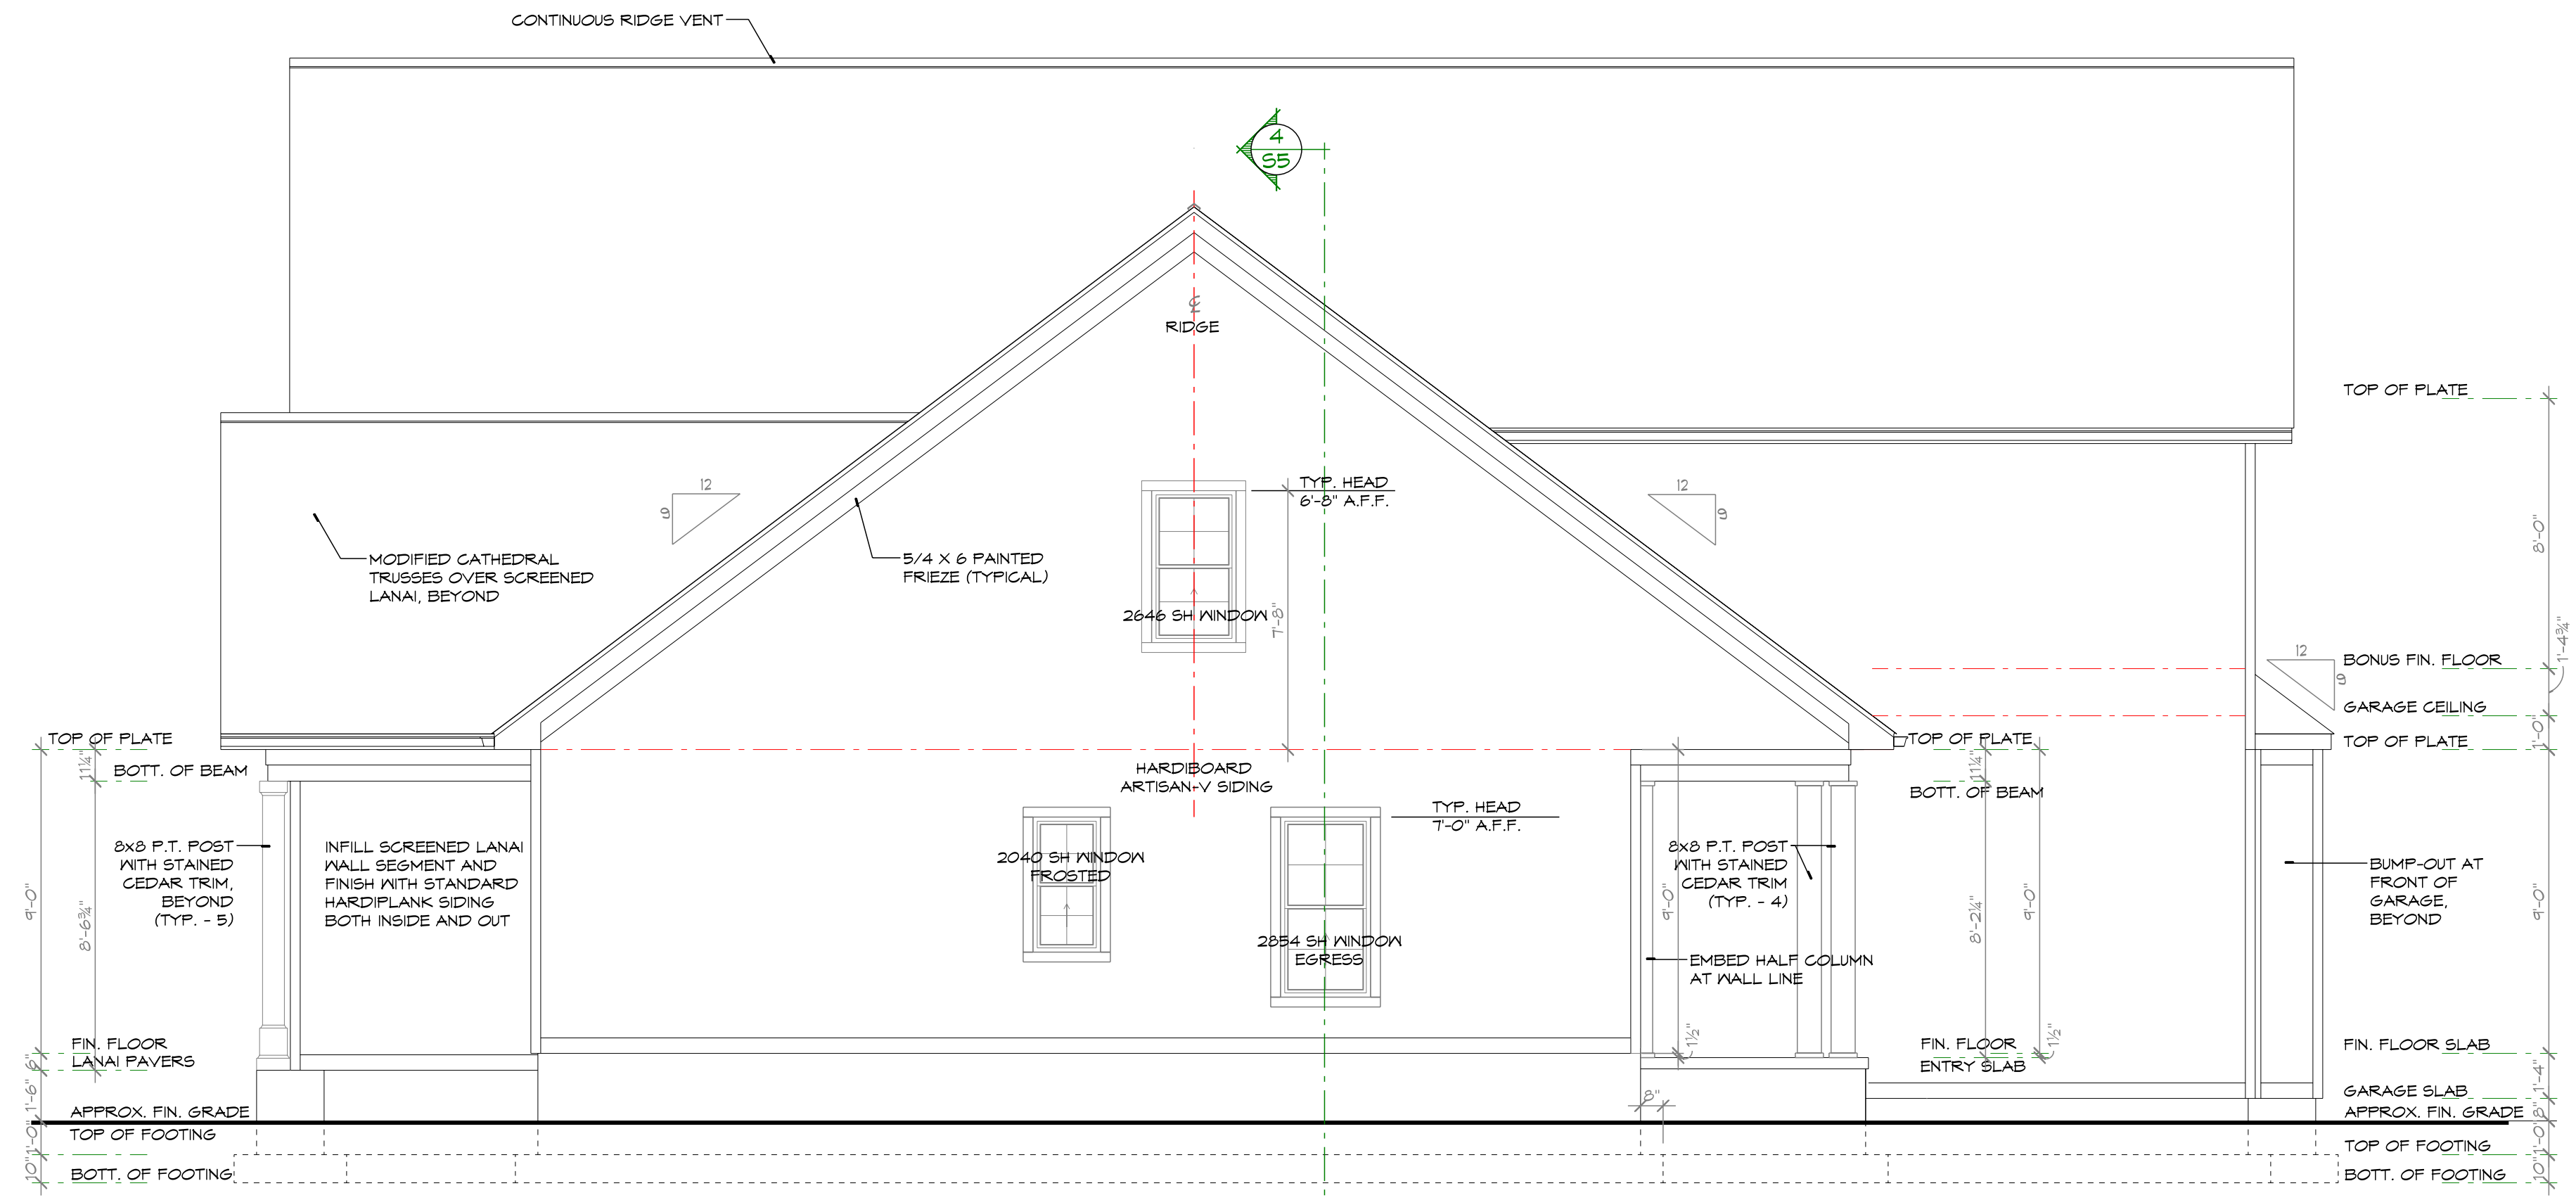 CONTINUOUS RIDGE VENT
4
S5
℄
RIDGE
TOP OF PLATE
TYP. HEAD
6'-8" A.F.F.
12
9
12
9
8'-0"
MODIFIED CATHEDRAL
TRUSSES OVER SCREENED
LANAI, BEYOND
5/4 X 6 PAINTED
FRIEZE (TYPICAL)
2646 SH WINDOW
7'-8"
1'-4¾"
12
9
BONUS FIN. FLOOR
GARAGE CEILING
1'-0"
TOP OF PLATE
TOP OF PLATE
TOP OF PLATE
11¼"
BOTT. OF BEAM
HARDIBOARD
ARTISAN-V SIDING
11¼"
BOTT. OF BEAM
TYP. HEAD
7'-0" A.F.F.
8x8 P.T. POST
WITH STAINED
CEDAR TRIM,
BEYOND
(TYP. - 5)
INFILL SCREENED LANAI
WALL SEGMENT AND
FINISH WITH STANDARD
HARDIPLANK SIDING
BOTH INSIDE AND OUT
2040 SH WINDOW
FROSTED
8x8 P.T. POST
WITH STAINED
CEDAR TRIM
(TYP. - 4)
BUMP-OUT AT
FRONT OF
GARAGE,
BEYOND
9'-0"
8'-6¾"
9'-0"
8'-2¼"
9'-0"
9'-0"
2854 SH WINDOW
EGRESS
EMBED HALF COLUMN
AT WALL LINE
1½"
1½"
FIN. FLOOR
LANAI PAVERS
FIN. FLOOR
ENTRY SLAB
FIN. FLOOR SLAB
6"
1'-6"
8"
GARAGE SLAB
1'-4"
APPROX. FIN. GRADE
APPROX. FIN. GRADE
8"
TOP OF FOOTING
1'-0"
TOP OF FOOTING
1'-0"
BOTT. OF FOOTING
10"
BOTT. OF FOOTING
10"